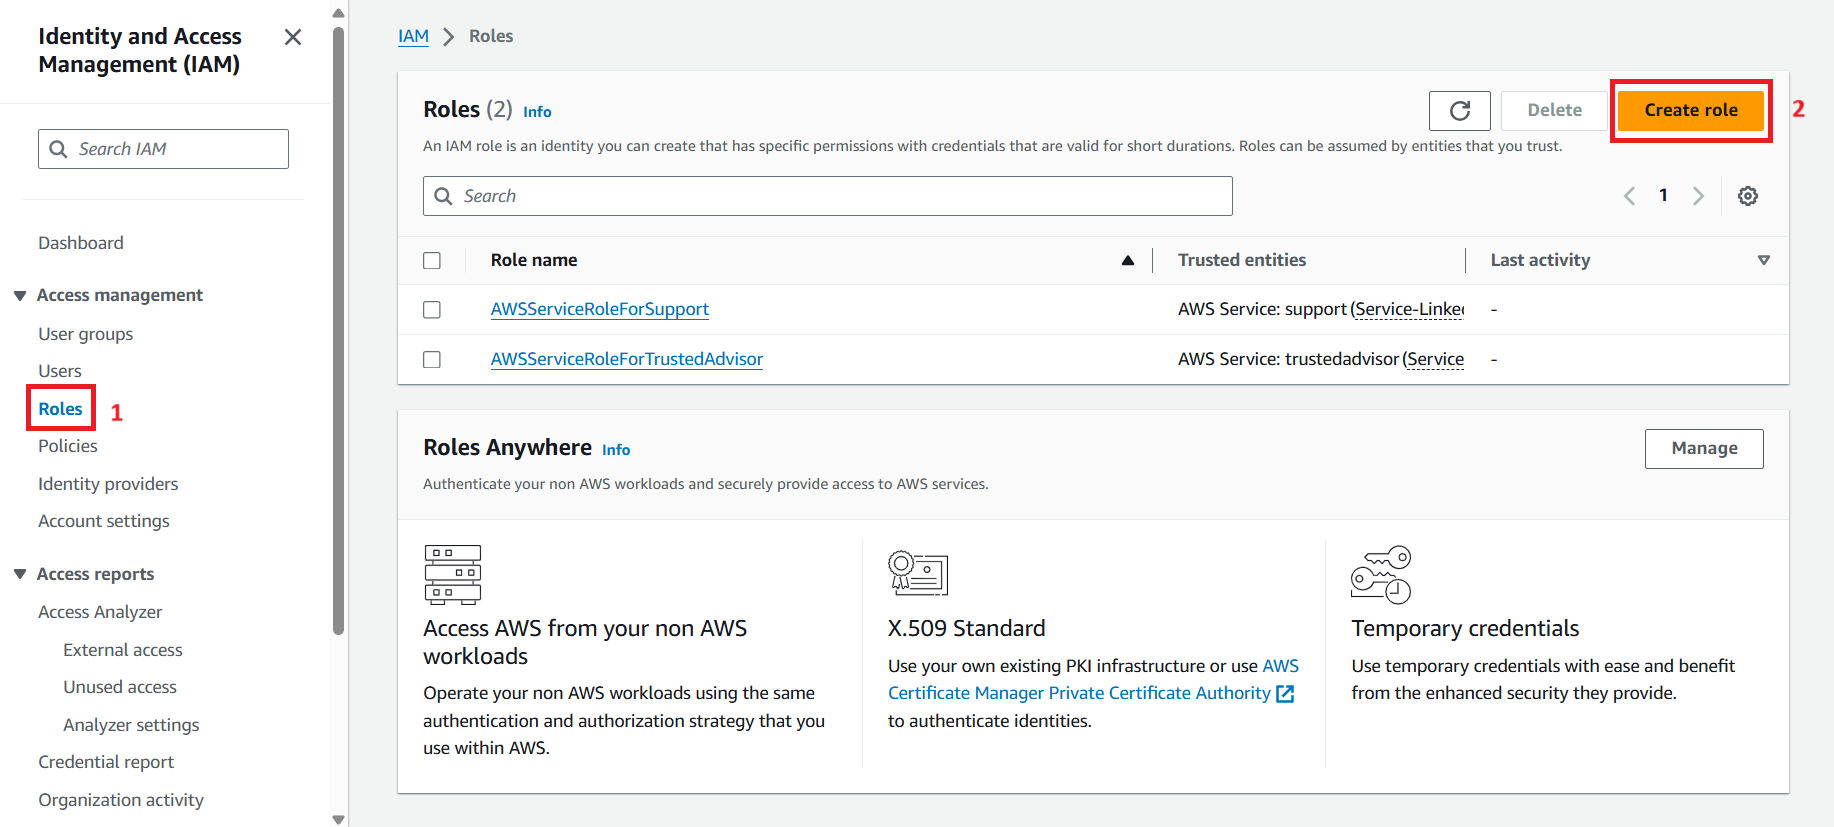 Identity and Access
Management (IAM)
Search IAM
Dashboard
Access management
User groups
Users
Roles
1
Policies
Identity providers
Account settings
Access reports
Access Analyzer
External access
Unused access
Analyzer settings
Credential report
Organization activity
IAM Roles
Roles (2) Info
Delete
Create role
2
An IAM role is an identity you can create that has specific permissions with credentials that are valid for short durations. Roles can be assumed by entities that you trust.
Search
1
Role name Trusted entities Last activity
AWSServiceRoleForSupport AWS Service: support (Service-Linked -
AWSServiceRoleForTrustedAdvisor AWS Service: trustedadvisor (Service -
Roles Anywhere Info
Manage
Authenticate your non AWS workloads and securely provide access to AWS services.
Access AWS from your non AWS
workloads
Operate your non AWS workloads using the same
authentication and authorization strategy that you
use within AWS.
X.509 Standard
Use your own existing PKI infrastructure or use AWS
Certificate Manager Private Certificate Authority
to authenticate identities.
Temporary credentials
Use temporary credentials with ease and benefit
from the enhanced security they provide.